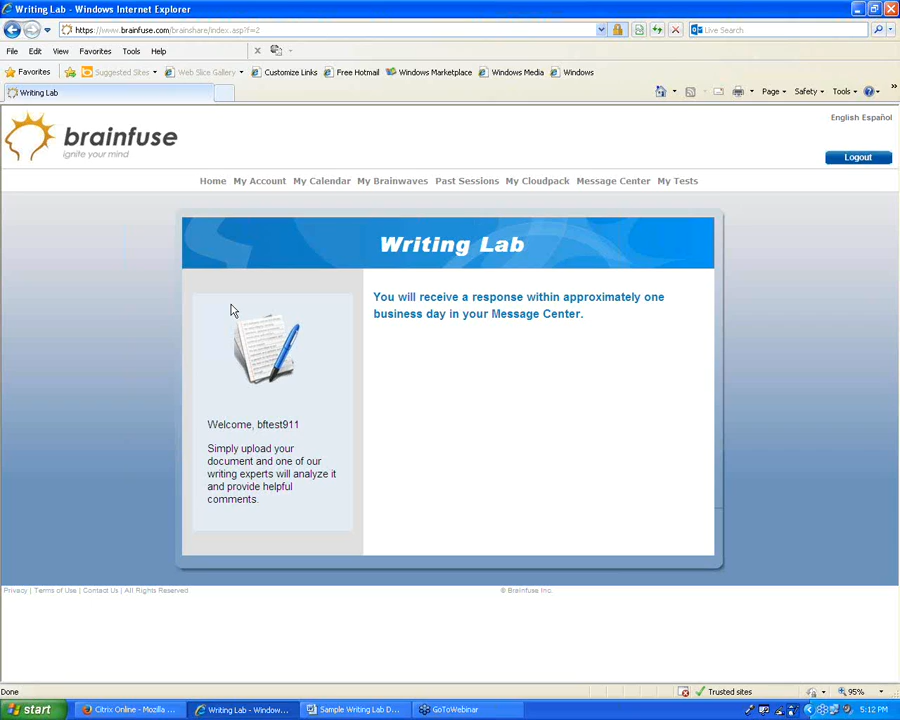 Writing Lab - Windows Internet Explorer
https://www.brainfuse.com/brainshare/index.asp?f=2
Live Search
File Edit View Favorites Tools Help
Favorites Suggested Sites Web Slice Gallery Customize Links Free Hotmail Windows Marketplace Windows Media Windows
Writing Lab
Page Safety Tools
English Español
brainfuse
ignite your mind
Logout
Home My Account My Calendar My Brainwaves Past Sessions My Cloudpack Message Center My Tests
Writing Lab
You will receive a response within approximately one
business day in your Message Center.
Welcome, bftest911
Simply upload your
document and one of our
writing experts will analyze it
and provide helpful
comments.
Privacy | Terms of Use | Contact Us | All Rights Reserved © Brainfuse Inc.
Done Trusted sites 95%
start Citrix Online - Mozilla ... Writing Lab - Window... Sample Writing Lab D... GoToWebinar 5:12 PM